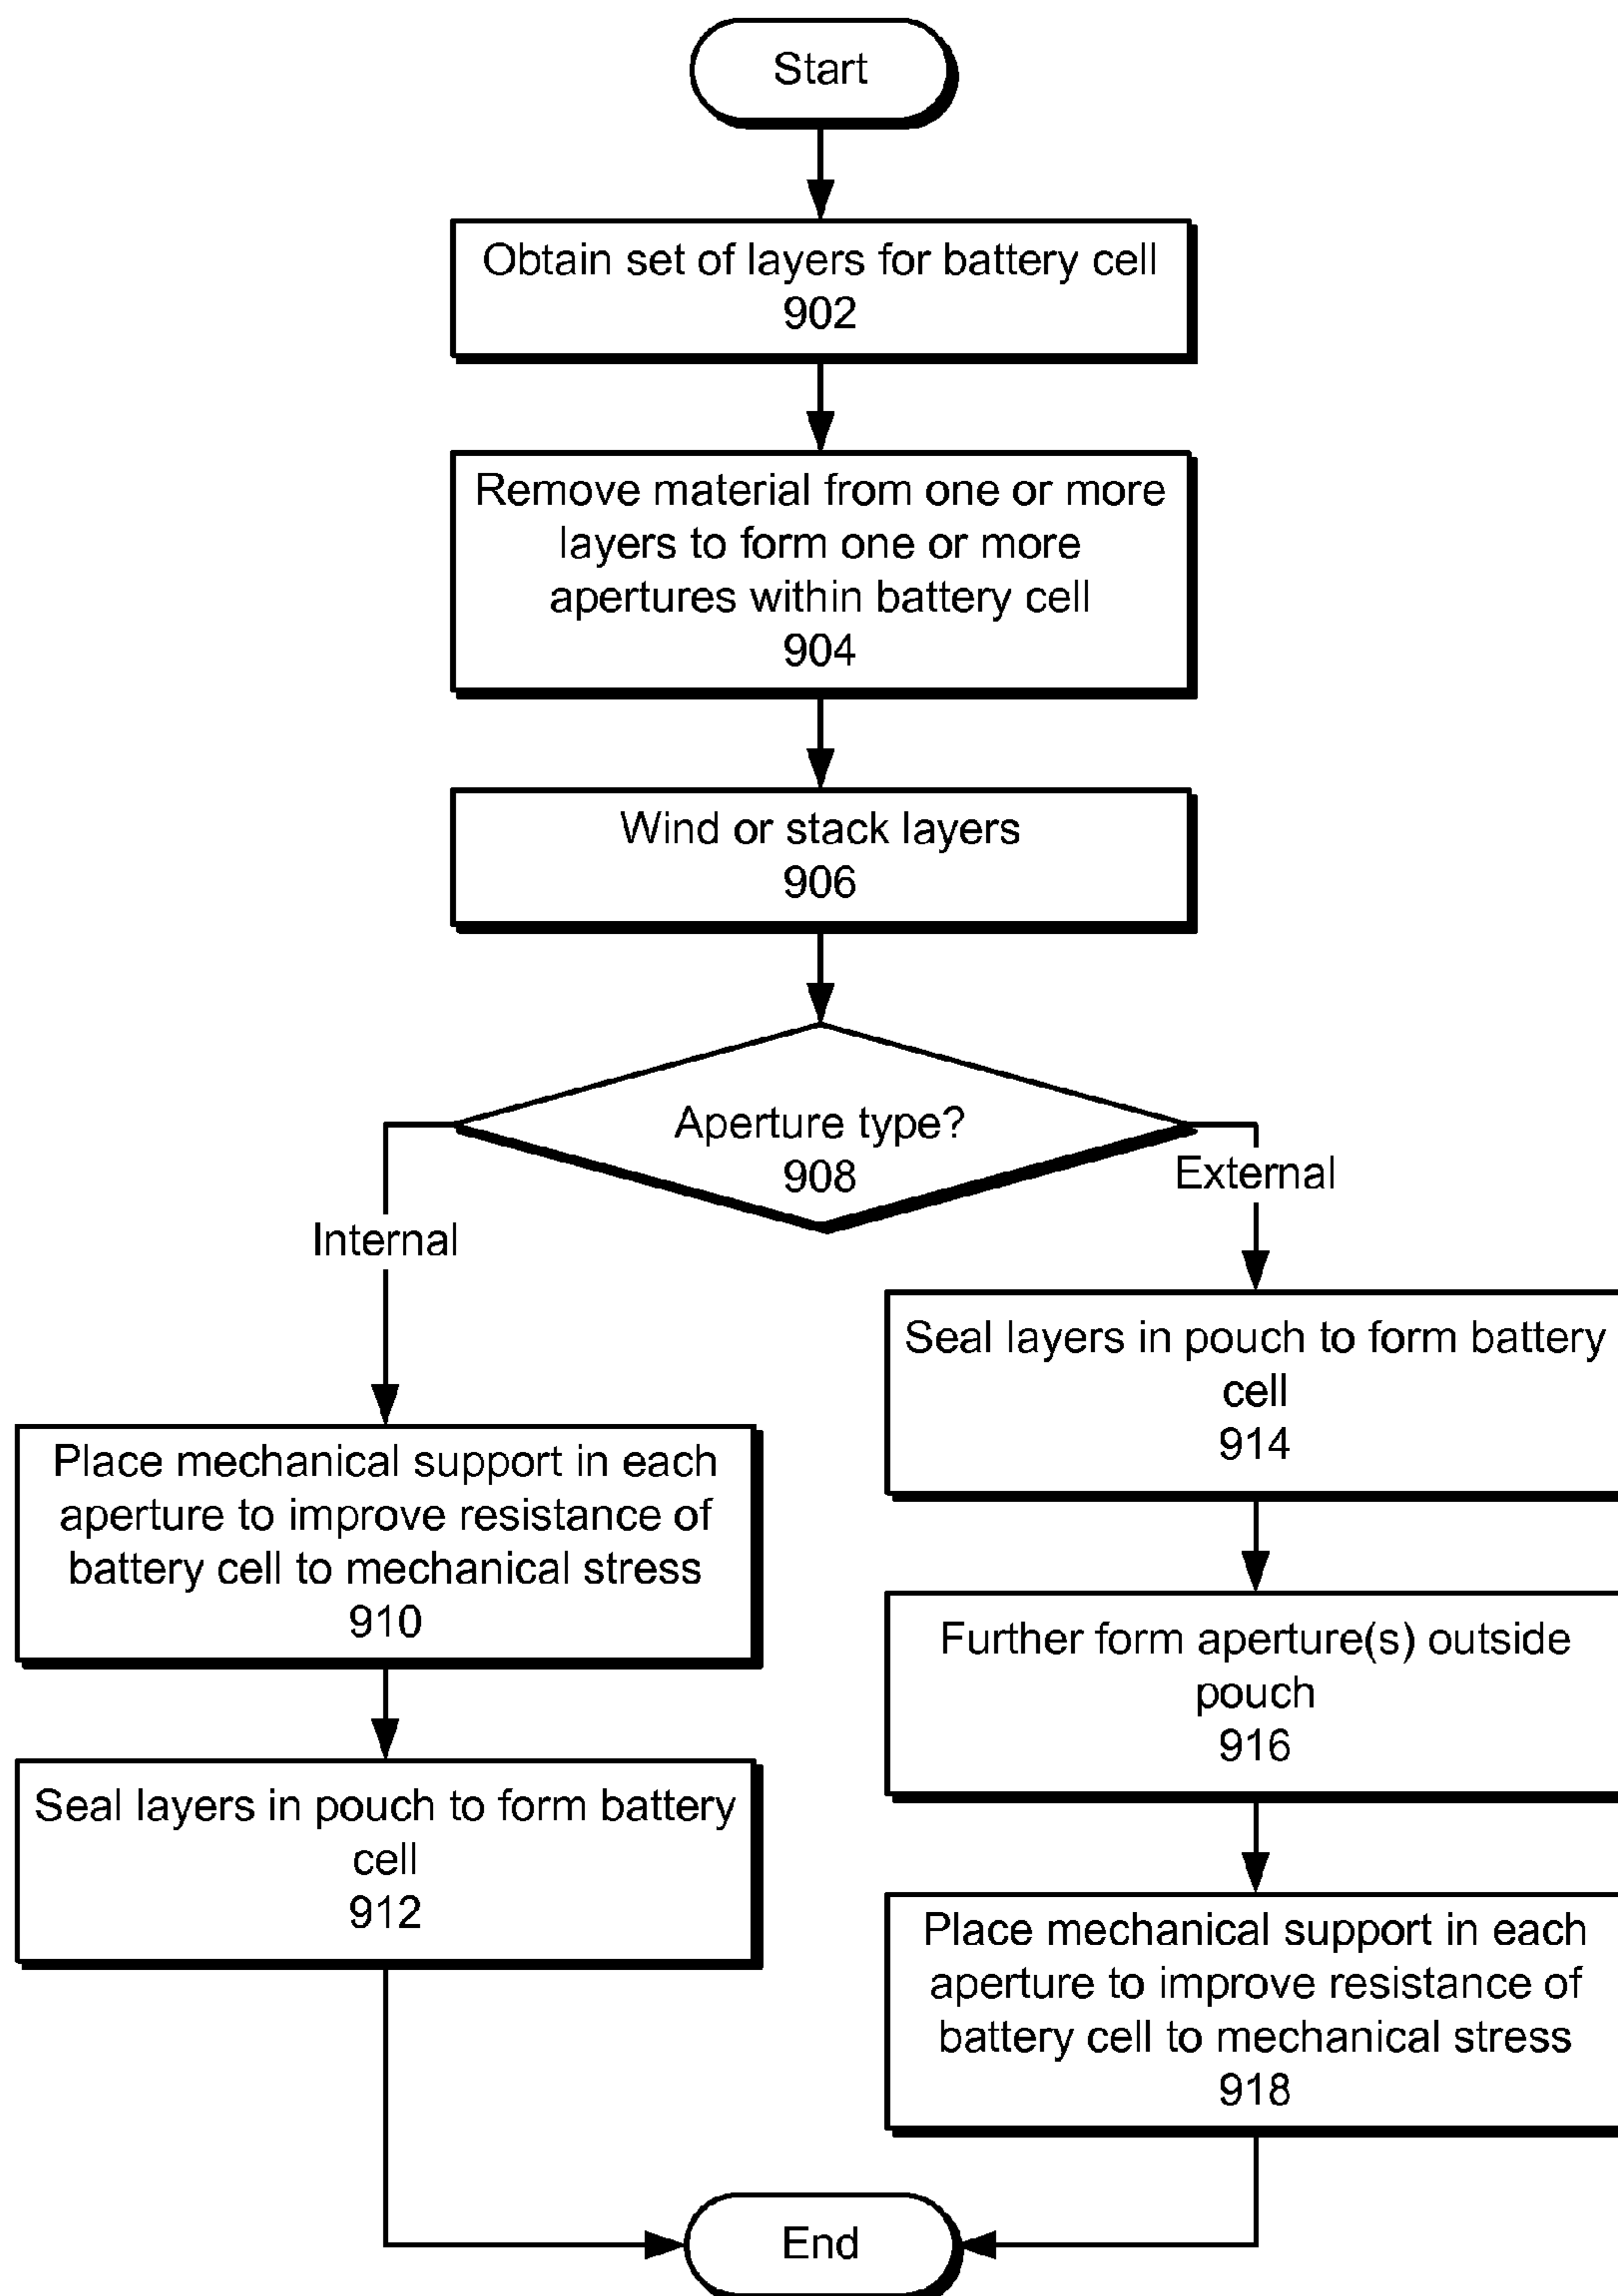 Start
Obtain set of layers for battery cell
902
Remove material from one or more
layers to form one or more
apertures within battery cell
904
Wind or stack layers
906
Aperture type?
908
Internal
External
Place mechanical support in each
aperture to improve resistance of
battery cell to mechanical stress
910
Seal layers in pouch to form battery
cell
912
Seal layers in pouch to form battery
cell
914
Further form aperture(s) outside
pouch
916
Place mechanical support in each
aperture to improve resistance of
battery cell to mechanical stress
918
End